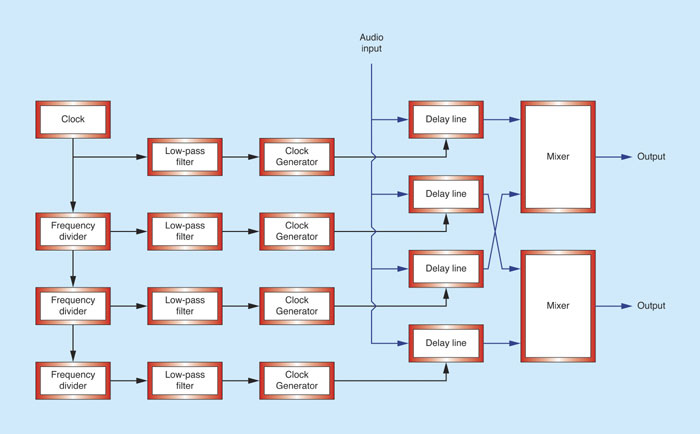 Audio
input
Clock
Delay line
Low-pass
filter
Clock
Generator
Mixer
Output
Delay line
Frequency
divider
Low-pass
filter
Clock
Generator
Delay line
Frequency
divider
Low-pass
filter
Clock
Generator
Mixer
Output
Delay line
Frequency
divider
Low-pass
filter
Clock
Generator